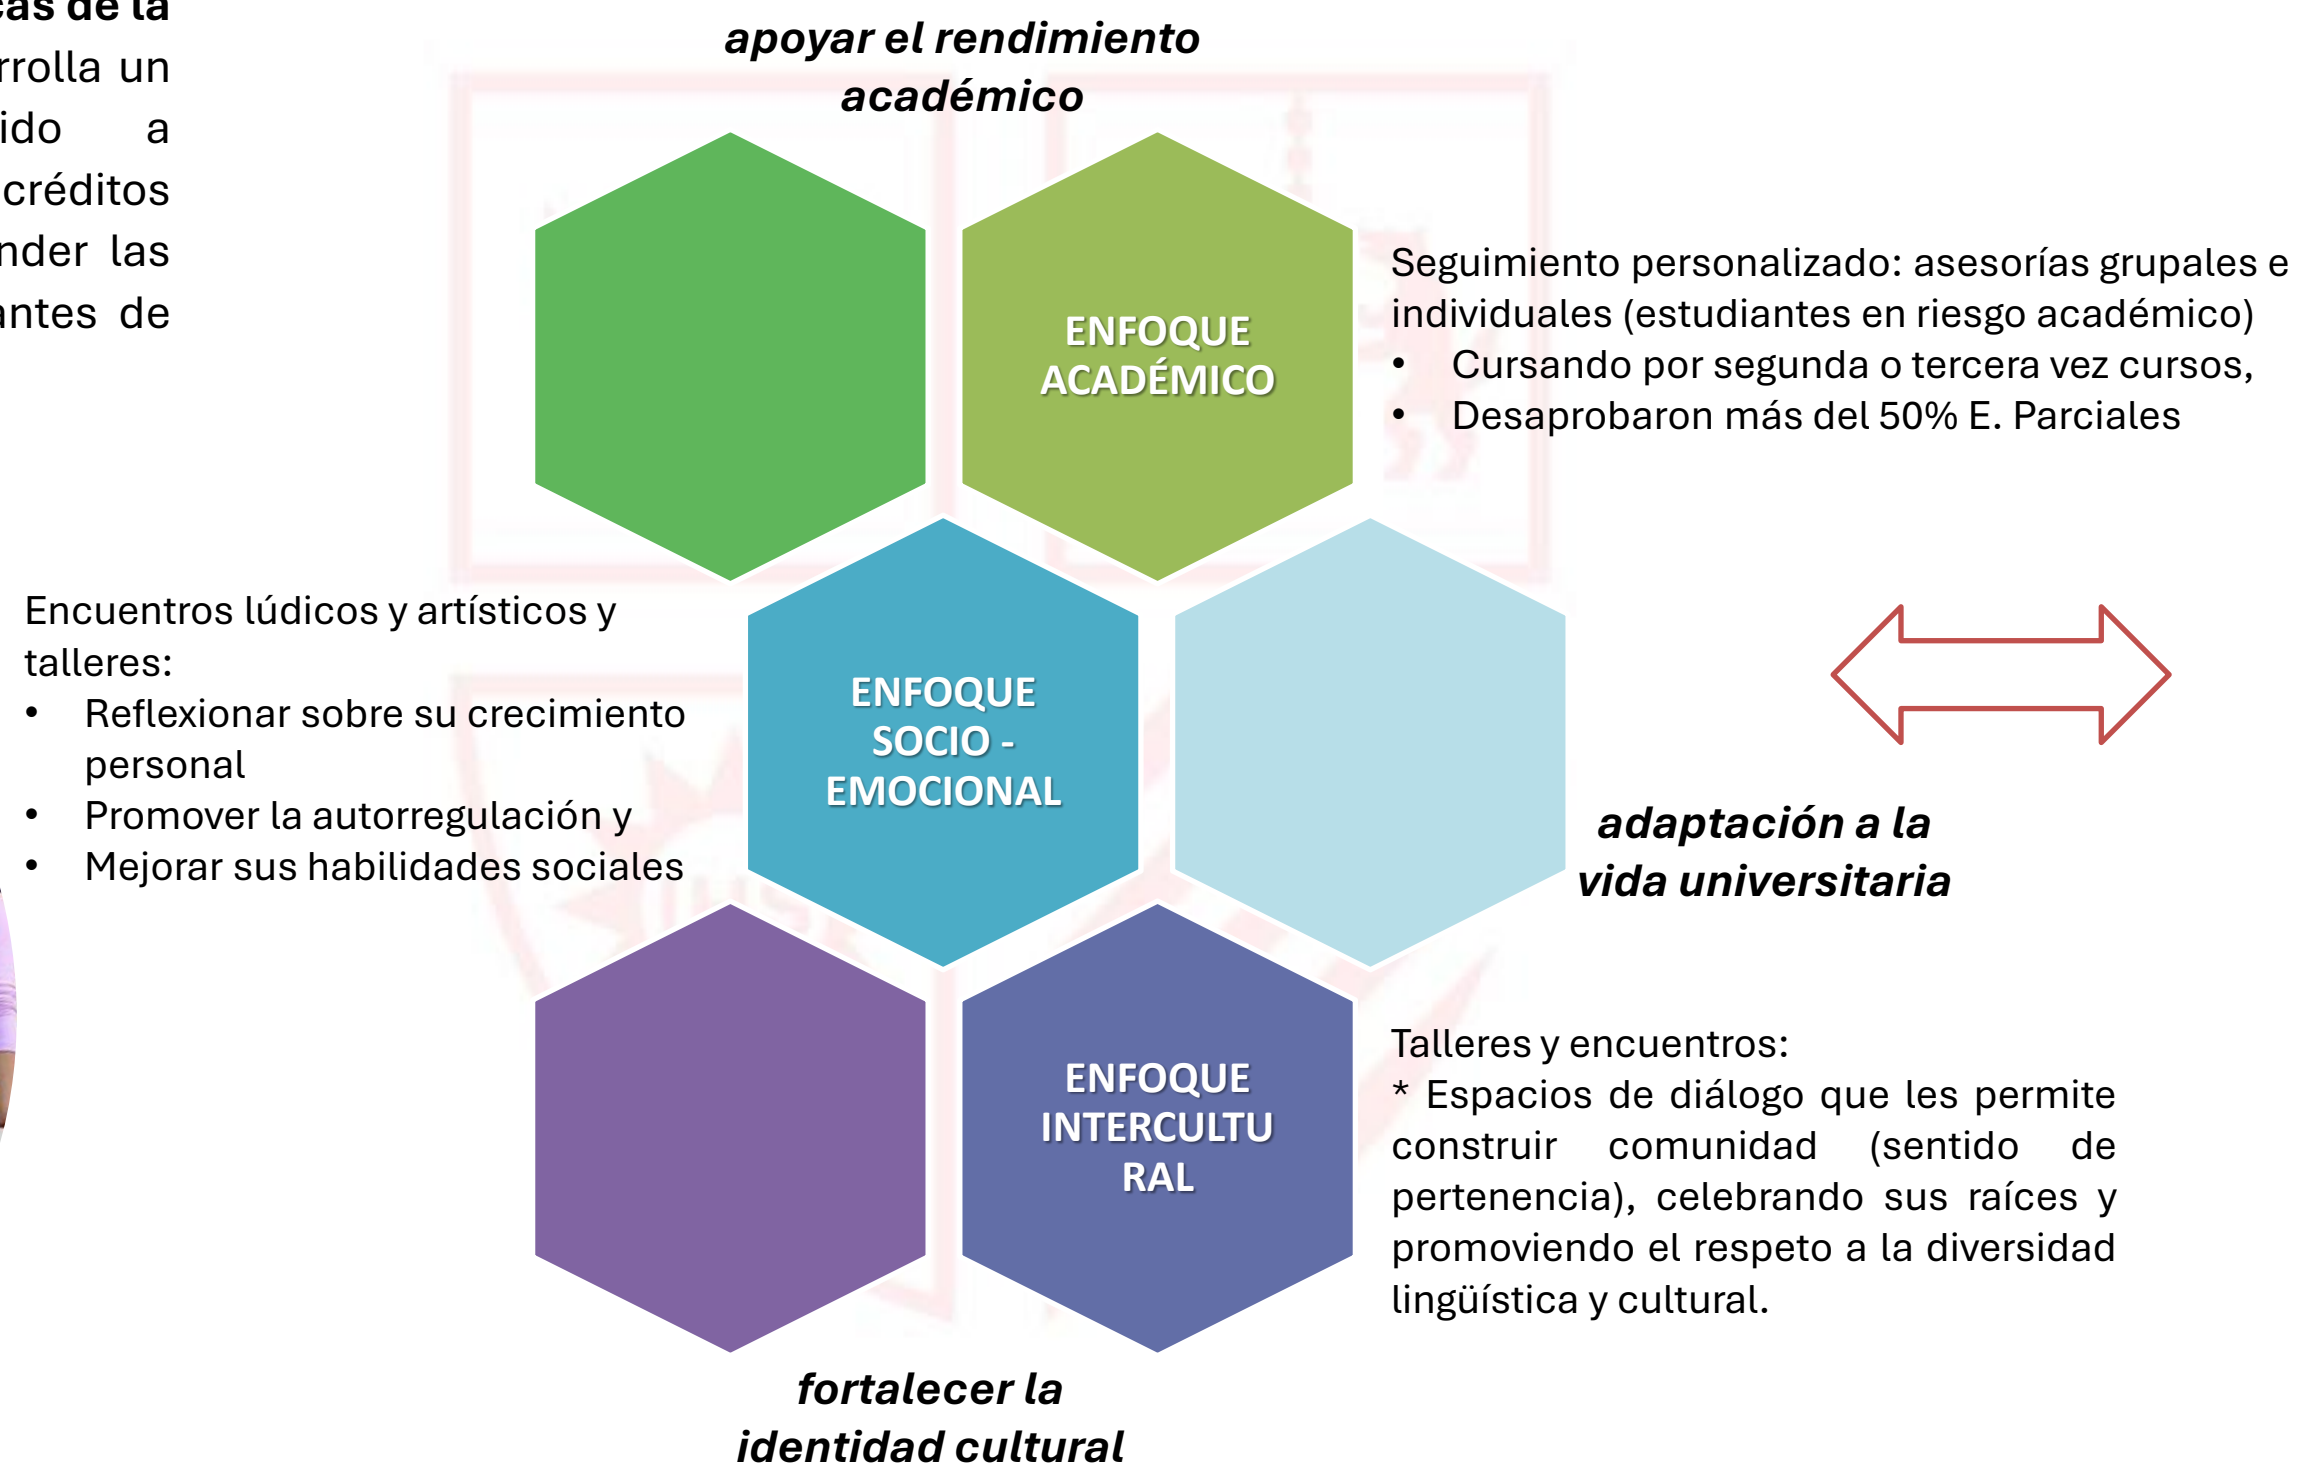 de la
un
a
créditos
las
de
apoyar el rendimiento
académico
ENFOQUE
ACADÉMICO
Seguimiento personalizado: asesorías grupales e
individuales (estudiantes en riesgo académico)
• Cursando por segunda o tercera vez cursos,
• Desaprobaron más del 50% E. Parciales
Encuentros lúdicos y artísticos y
talleres:
• Reflexionar sobre su crecimiento
personal
• Promover la autorregulación y
• Mejorar sus habilidades sociales
ENFOQUE
SOCIO -
EMOCIONAL
adaptación a la
vida universitaria
ENFOQUE
INTERCULTU
RAL
Talleres y encuentros:
* Espacios de diálogo que les permite
construir comunidad (sentido de
pertenencia), celebrando sus raíces y
promoviendo el respeto a la diversidad
lingüística y cultural.
fortalecer la
identidad cultural